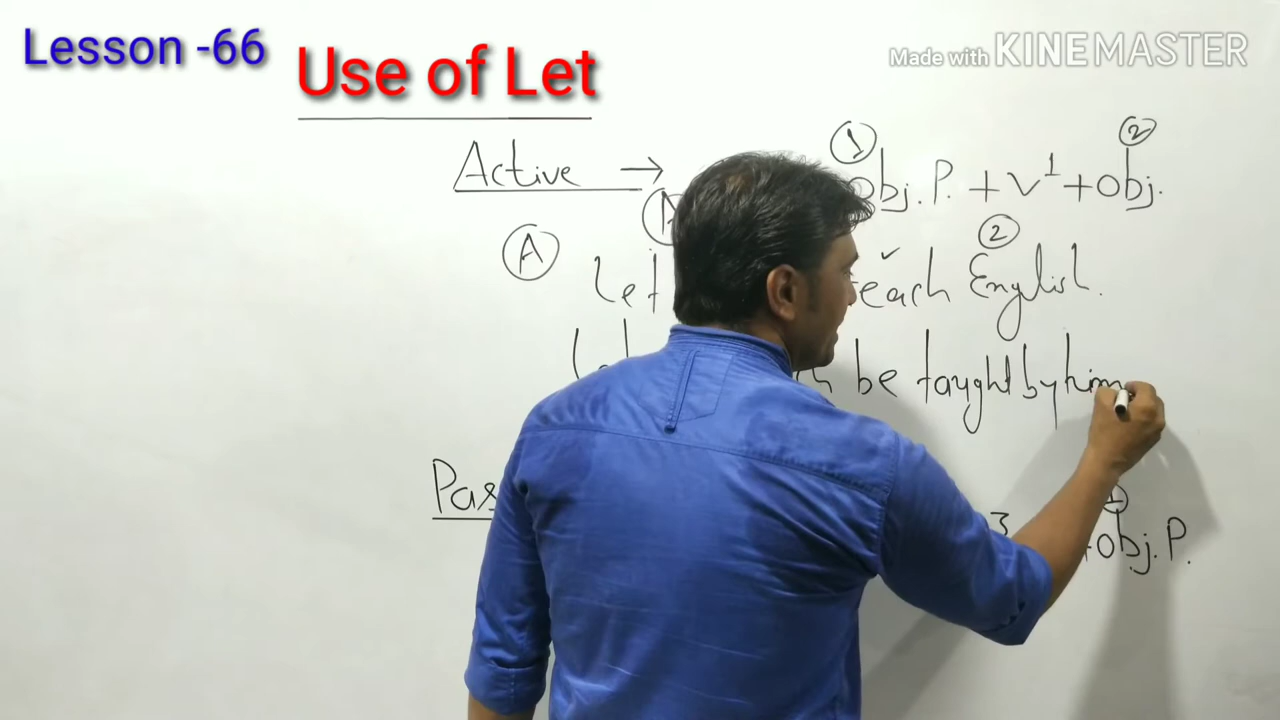 Lesson -66
Use of Let
Made with KINEMASTER
Active →
① ②
obj. P. + V¹ + obj.
Ⓐ Let ✓ teach English.
②
be taught by him
Pas
3
obj. P.